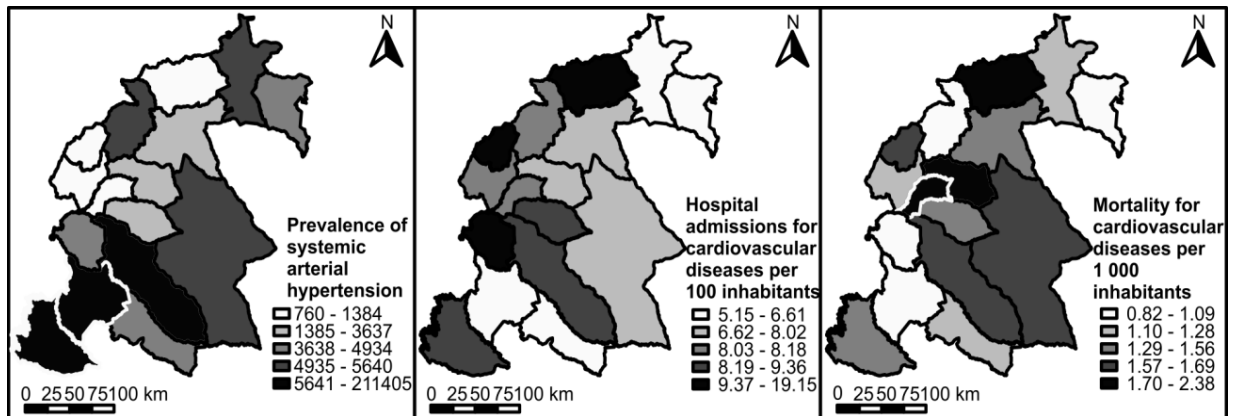 N
Prevalence of
systemic
arterial
hypertension
760 - 1384
1385 - 3637
3638 - 4934
4935 - 5640
5641 - 211405
0 25 50 75 100 km
N
Hospital
admissions for
cardiovascular
diseases per
100 inhabitants
5.15 - 6.61
6.62 - 8.02
8.03 - 8.18
8.19 - 9.36
9.37 - 19.15
0 25 50 75 100 km
N
Mortality for
cardiovascular
diseases per
1 000
inhabitants
0.82 - 1.09
1.10 - 1.28
1.29 - 1.56
1.57 - 1.69
1.70 - 2.38
0 25 50 75 100 km